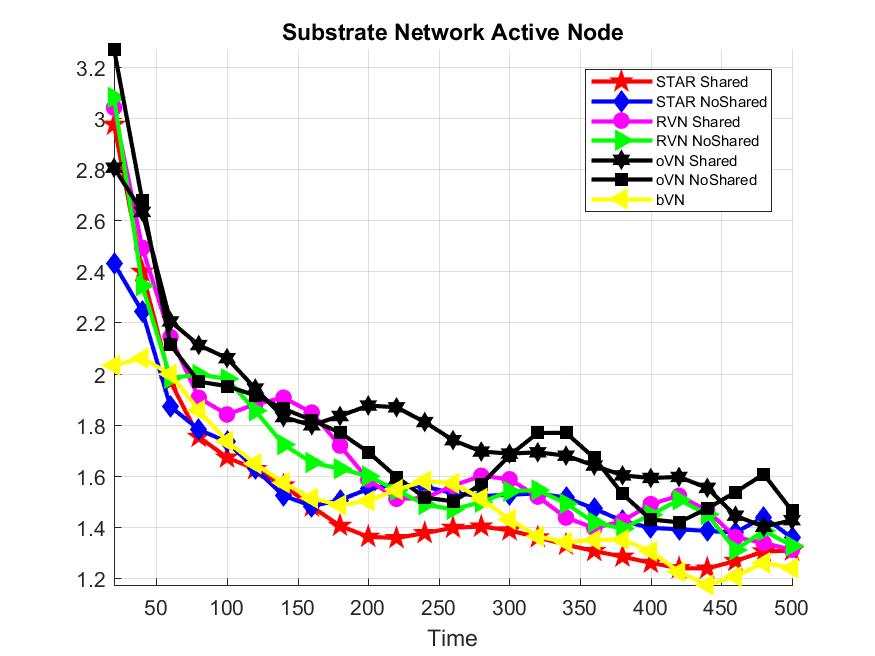 Substrate Network Active Node
3.2
3
2.8
2.6
2.4
2.2
2
1.8
1.6
1.4
1.2
STAR Shared
STAR NoShared
RVN Shared
RVN NoShared
oVN Shared
oVN NoShared
bVN
50 100 150 200 250 300 350 400 450 500
Time